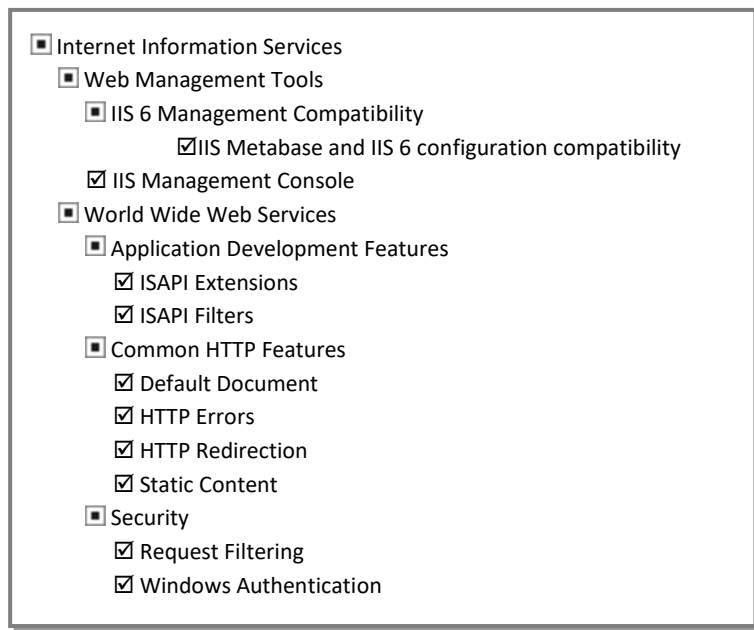 Internet Information Services
Web Management Tools
IIS 6 Management Compatibility
IIS Metabase and IIS 6 configuration compatibility
IIS Management Console
World Wide Web Services
Application Development Features
ISAPI Extensions
ISAPI Filters
Common HTTP Features
Default Document
HTTP Errors
HTTP Redirection
Static Content
Security
Request Filtering
Windows Authentication